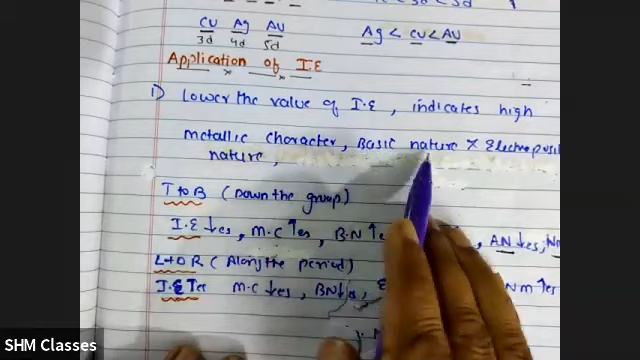 Cu Ag Au
3d 4d 5d
Ag < Cu < Au
Application of I.E
1) Lower the value of I.E, indicates high
metallic character, Basic nature & Electroposi
nature,
T to B (Down the group)
I.E ↓es, M.C ↑es, B.N ↑e , AN ↓es,
L to R (Along the period)
I.E ↑es M.C ↓es, BN↓es, NM ↑es
SHM Classes